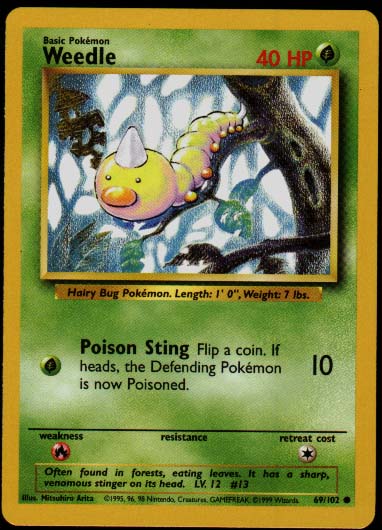 Basic Pokémon
Weedle 40 HP
Hairy Bug Pokémon. Length: 1' 0", Weight: 7 lbs.
Poison Sting Flip a coin. If
heads, the Defending Pokémon
is now Poisoned.
10
weakness resistance retreat cost
Often found in forests, eating leaves. It has a sharp,
venomous stinger on its head. LV. 12 #13
Illus. Mitsuhiro Arita ©1995, 96, 98 Nintendo, Creatures, GAMEFREAK. ©1999 Wizards. 69/102